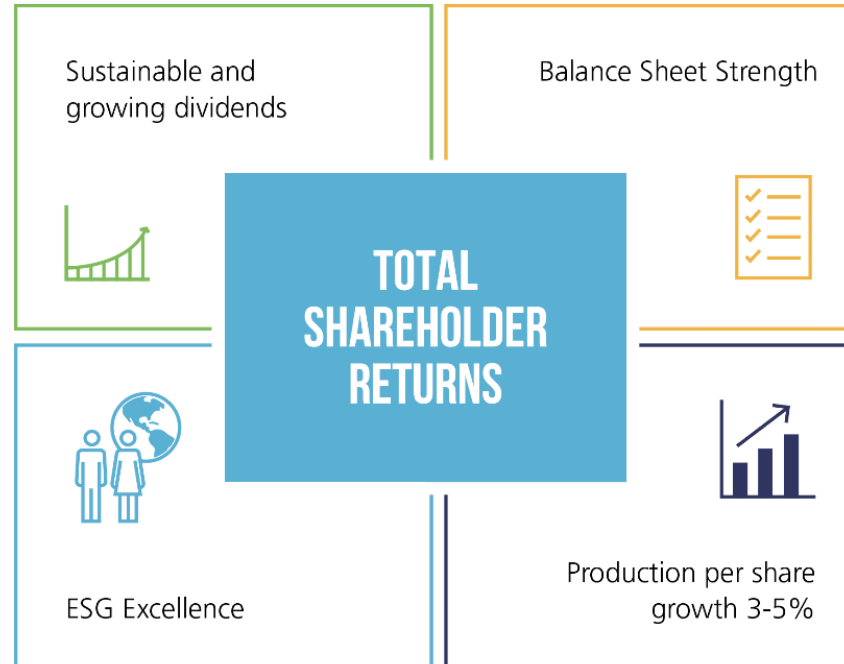 Sustainable and
growing dividends
Balance Sheet Strength
TOTAL
SHAREHOLDER
RETURNS
ESG Excellence
Production per share
growth 3-5%